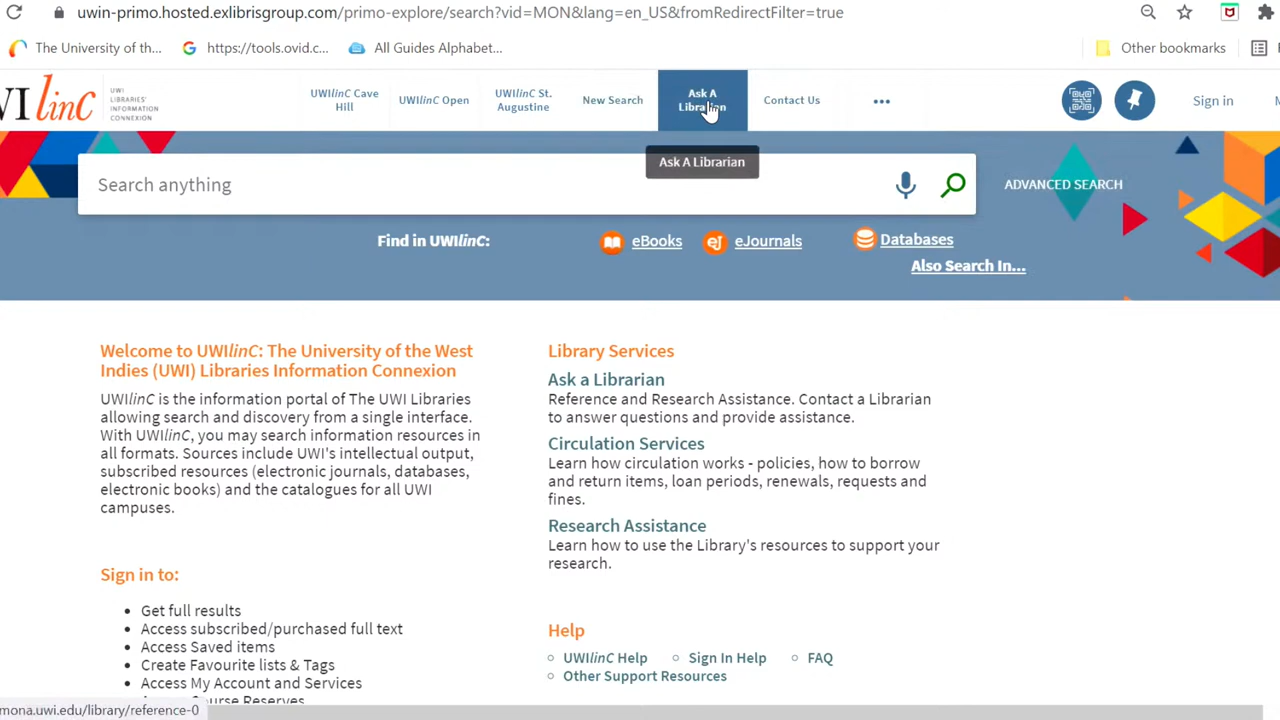 uwin-primo.hosted.exlibrisgroup.com/primo-explore/search?vid=MON&lang=en_US&fromRedirectFilter=true
The University of th... https://tools.ovid.c... All Guides Alphabet... Other bookmarks
WI linC UWI LIBRARIES' INFORMATION CONNEXION
UWIlinC Cave Hill
UWIlinC Open
UWIlinC St. Augustine
New Search
Ask A Librarian
Contact Us
Sign in
Ask A Librarian
Search anything
ADVANCED SEARCH
Find in UWIlinC: eBooks eJournals Databases
Also Search In...
Welcome to UWIlinC: The University of the West
Indies (UWI) Libraries Information Connexion
UWIlinC is the information portal of The UWI Libraries
allowing search and discovery from a single interface.
With UWIlinC, you may search information resources in
all formats. Sources include UWI's intellectual output,
subscribed resources (electronic journals, databases,
electronic books) and the catalogues for all UWI
campuses.
Sign in to:
• Get full results
• Access subscribed/purchased full text
• Access Saved items
• Create Favourite lists & Tags
• Access My Account and Services
Course Reserves
Library Services
Ask a Librarian
Reference and Research Assistance. Contact a Librarian
to answer questions and provide assistance.
Circulation Services
Learn how circulation works - policies, how to borrow
and return items, loan periods, renewals, requests and
fines.
Research Assistance
Learn how to use the Library's resources to support your
research.
Help
UWIlinC Help Sign In Help FAQ
Other Support Resources
mona.uwi.edu/library/reference-0